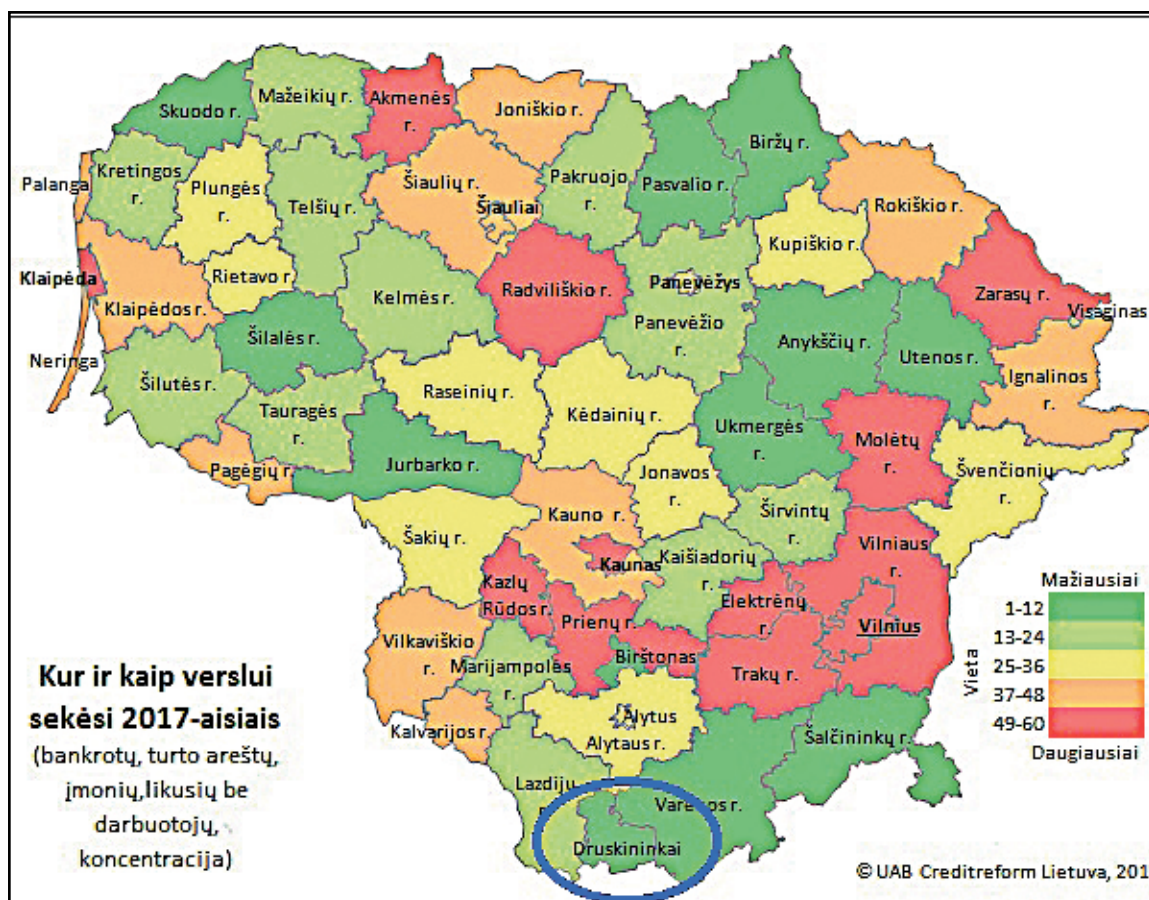 Skuodo r.
Mažeikių r.
Akmenės
r.
Joniškio r.
Biržų r.
Palanga
Kretingos
r.
Plungės
r.
Telšių r.
Šiaulių r.
Šiauliai
Pakruojo
r.
Pasvalio r.
Rokiškio r.
Kupiškio r.
Klaipėda
Klaipėdos r.
Rietavo r.
Kelmės r.
Radviliškio r.
Panevėžys
Panevėžio
r.
Zarasų r.
Visaginas
Neringa
Šilalės r.
Anykščių r.
Utenos r.
Ignalinos
r.
Šilutės r.
Tauragės
r.
Raseinių r.
Kėdainių r.
Ukmergės
r.
Molėtų
r.
Švenčionių
r.
Pagėgių r.
Jurbarko r.
Jonavos
r.
Širvintų
r.
Šakių r.
Kauno r.
Kaunas
Kaišiadorių
r.
Vilniaus
r.
Kazlų
Rūdos r.
Prienų r.
Elektrėnų
r.
Vilnius
Vilkaviškio
r.
Marijampolės
r.
Birštonas
Trakų r.
Kalvarijos r.
Alytus
Alytaus r.
Šalčininkų r.
Lazdijų
Varėnos r.
Druskininkai
Mažiausiai
1-12
13-24
25-36
37-48
49-60
Vieta
Daugiausiai
Kur ir kaip verslui
sekėsi 2017-aisiais
(bankrotų, turto areštų,
įmonių,likusių be
darbuotojų,
koncentracija)
© UAB Creditreform Lietuva, 201